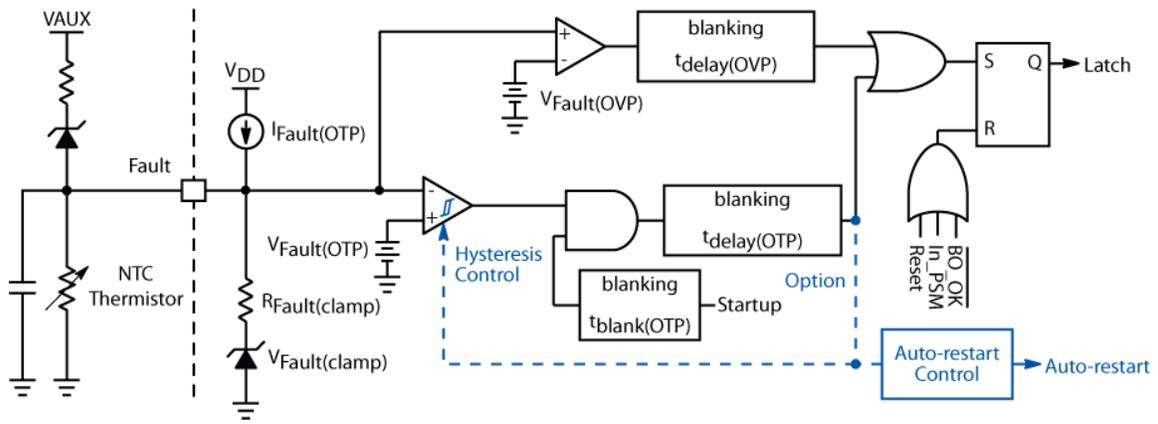 VAUX
VDD
IFault(OTP)
Fault
NTC
Thermistor
RFault(clamp)
VFault(clamp)
+
-
VFault(OVP)
blanking
tdelay(OVP)
S
Q
R
Latch
-
+
VFault(OTP)
Hysteresis
Control
blanking
tdelay(OTP)
blanking
tblank(OTP)
Startup
Option
Reset
In_PSM
BO_OK
Auto-restart
Control
Auto-restart